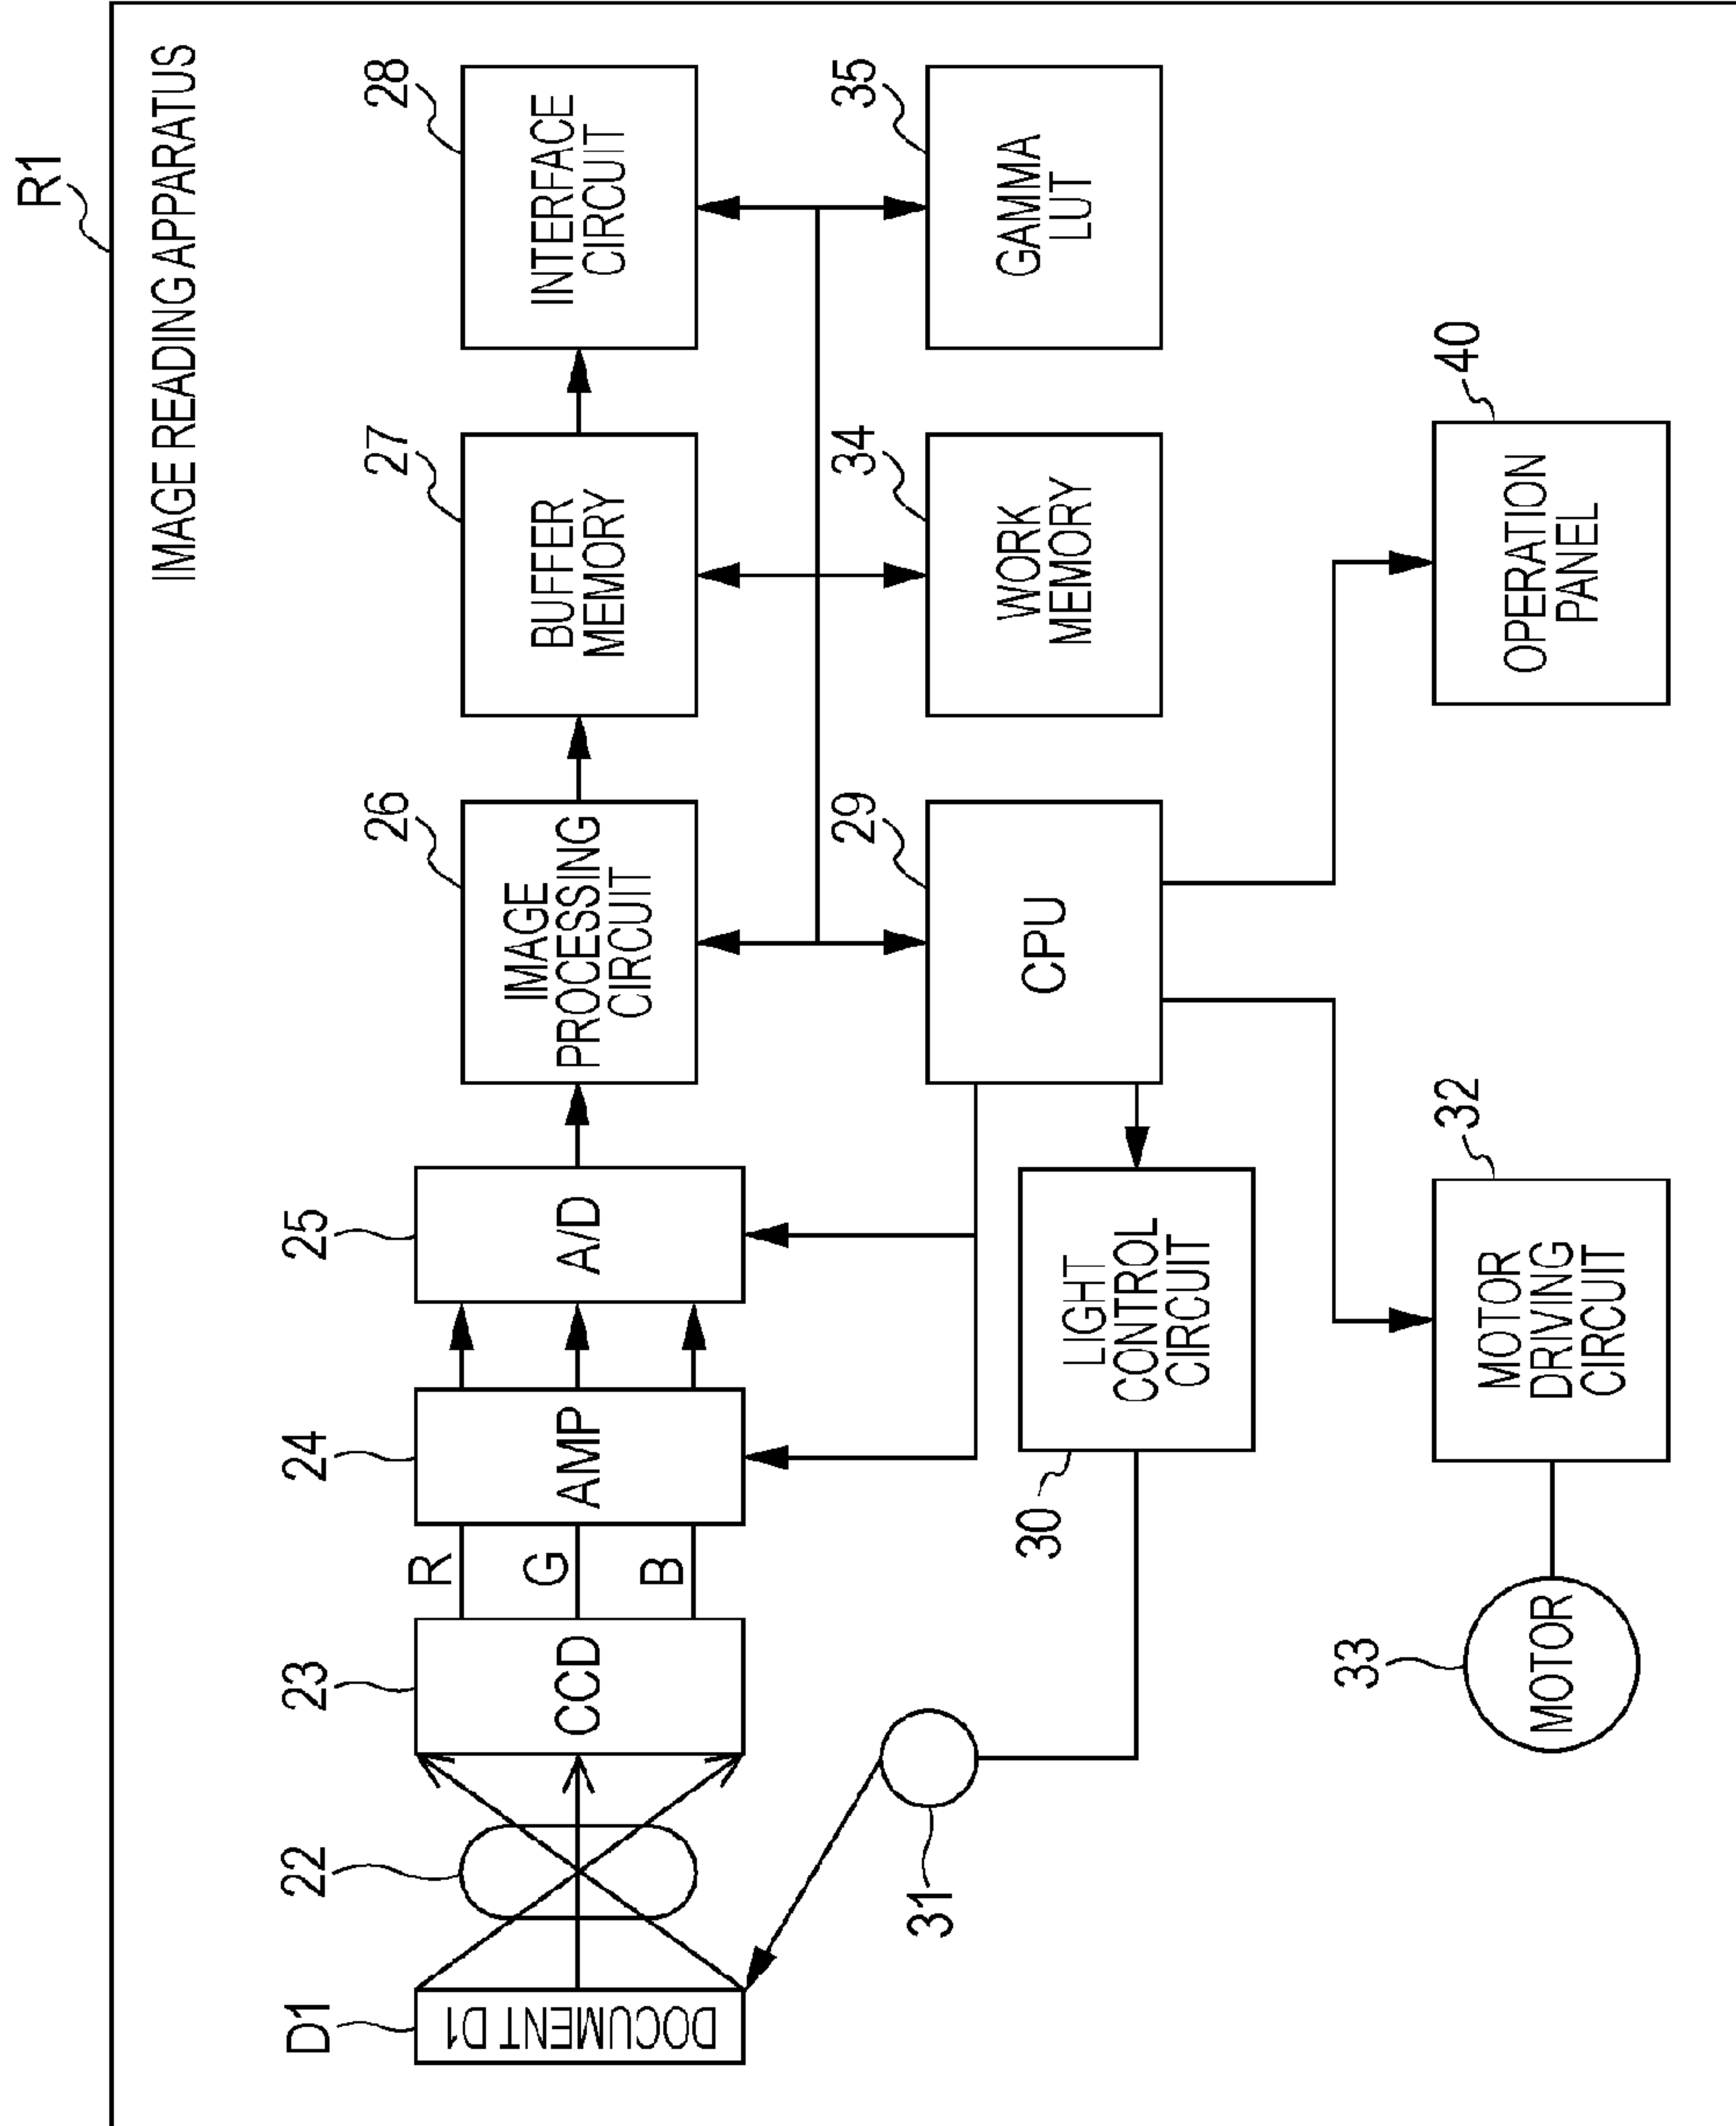 R1
IMAGE READING APPARATUS
D1
22
23
24
25
26
27
28
DOCUMENT D1
CCD
R
G
B
AMP
A/D
IMAGE
PROCESSING
CIRCUIT
BUFFER
MEMORY
INTERFACE
CIRCUIT
29
34
35
CPU
WORK
MEMORY
GAMMA
LUT
31
30
LIGHT
CONTROL
CIRCUIT
33
32
40
MOTOR
MOTOR
DRIVING
CIRCUIT
OPERATION
PANEL